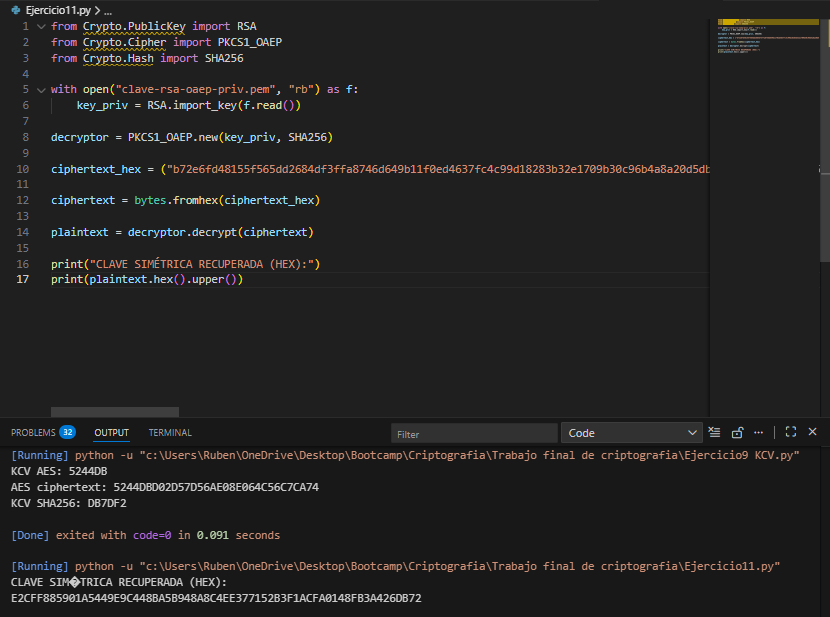 Ejercicio11.py > ...
1 from Crypto.PublicKey import RSA
2 from Crypto.Cipher import PKCS1_OAEP
3 from Crypto.Hash import SHA256
4
5 with open("clave-rsa-oaep-priv.pem", "rb") as f:
6 key_priv = RSA.import_key(f.read())
7
8 decryptor = PKCS1_OAEP.new(key_priv, SHA256)
9
10 ciphertext_hex = ("b72e6fd48155f565dd2684df3ffa8746d649b11f0ed4637fc4c99d18283b32e1709b30c96b4a8a20d5db
11
12 ciphertext = bytes.fromhex(ciphertext_hex)
13
14 plaintext = decryptor.decrypt(ciphertext)
15
16 print("CLAVE SIMÉTRICA RECUPERADA (HEX):")
17 print(plaintext.hex().upper())
PROBLEMS 32 OUTPUT TERMINAL Filter Code
[Running] python -u "c:\Users\Ruben\OneDrive\Desktop\Bootcamp\Criptografia\Trabajo final de criptografia\Ejercicio9 KCV.py"
KCV AES: 5244DB
AES ciphertext: 5244DBD02D57D56AE08E064C56C7CA74
KCV SHA256: DB7DF2
[Done] exited with code=0 in 0.091 seconds
[Running] python -u "c:\Users\Ruben\OneDrive\Desktop\Bootcamp\Criptografia\Trabajo final de criptografia\Ejercicio11.py"
CLAVE SIM�TRICA RECUPERADA (HEX):
E2CFF885901A5449E9C448BA5B948A8C4EE377152B3F1ACFA0148FB3A426DB72